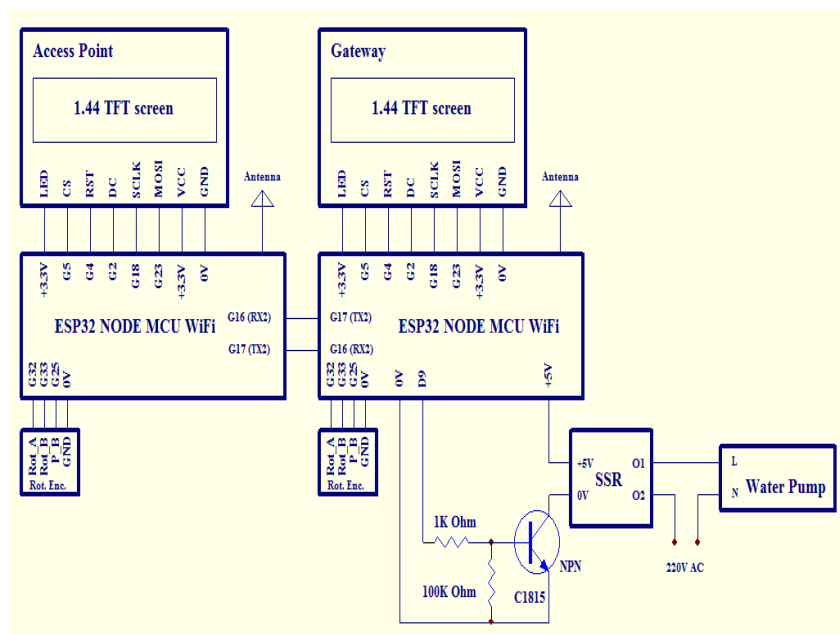 Access Point
1.44 TFT screen
LED CS RST DC SCLK MOSI VCC GND
Antenna
Gateway
1.44 TFT screen
LED CS RST DC SCLK MOSI VCC GND
Antenna
+3.3V G5 G4 G2 G18 G23 +3.3V 0V
G16 (RX2)
ESP32 NODE MCU WiFi
G17 (TX2)
G32 G33 G25 0V
+3.3V G5 G4 G2 G18 G23 +3.3V 0V
G17 (TX2)
ESP32 NODE MCU WiFi
G16 (RX2)
G32 G33 G25 0V 0V D9 +5V
Rot_A Rot_B P_B GND
Rot. Enc.
Rot_A Rot_B P_B GND
Rot. Enc.
+5V O1
SSR
0V O2
L
Water Pump
N
220V AC
1K Ohm
NPN
100K Ohm
C1815